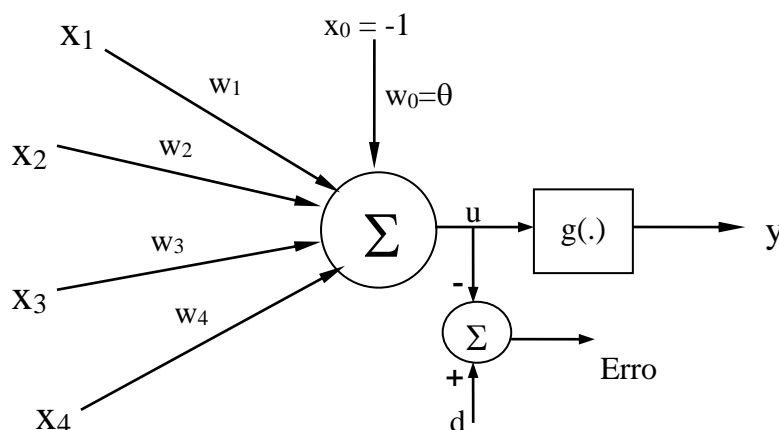 x₁
x₀ = -1
w₁
w₀=θ
w₂
x₂
Σ
u
g(.)
y
w₃
x₃
-
w₄
Σ
Erro
+
x₄
d